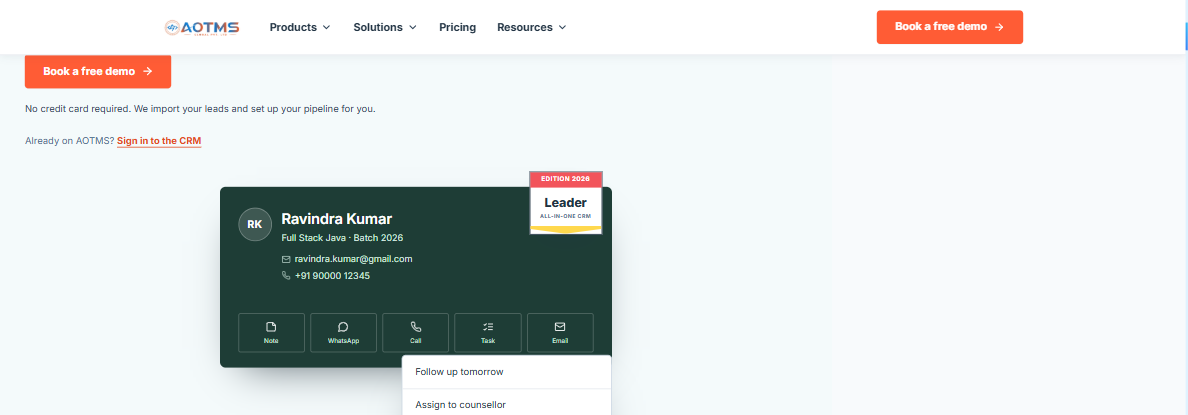 AOTMS
Products
Solutions
Pricing
Resources
Book a free demo →
Book a free demo →
No credit card required. We import your leads and set up your pipeline for you.
Already on AOTMS? Sign in to the CRM
EDITION 2026
Leader
ALL-IN-ONE CRM
RK
Ravindra Kumar
Full Stack Java · Batch 2026
ravindra.kumar@gmail.com
+91 90000 12345
Note
WhatsApp
Call
Task
Email
Follow up tomorrow
Assign to counsellor